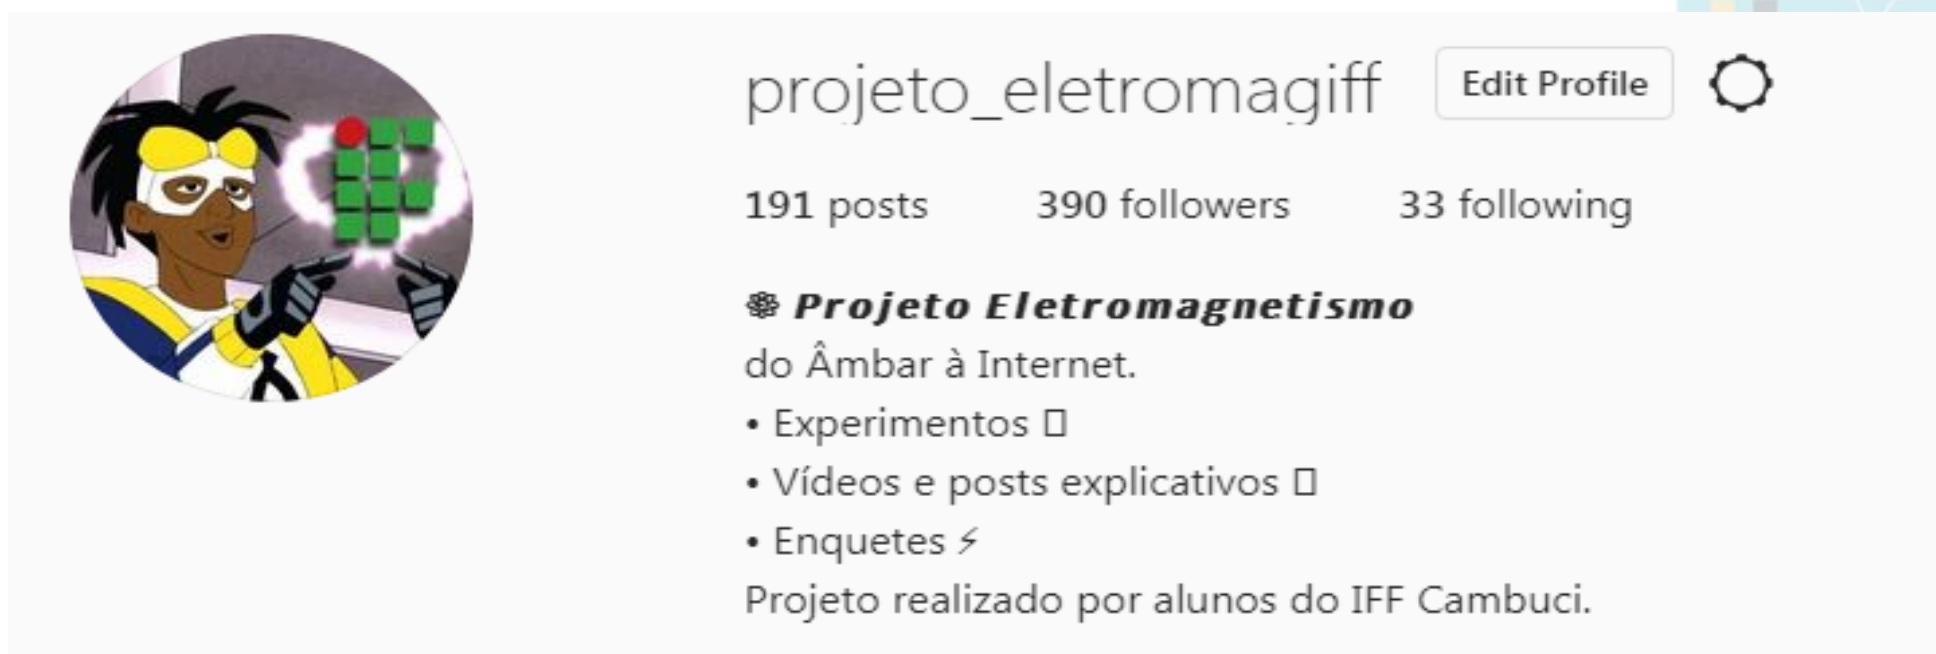 projeto_eletromagiff Edit Profile
191 posts 390 followers 33 following
❁ Projeto Eletromagnetismo
do Âmbar à Internet.
• Experimentos
• Vídeos e posts explicativos
• Enquetes ⚡
Projeto realizado por alunos do IFF Cambuci.